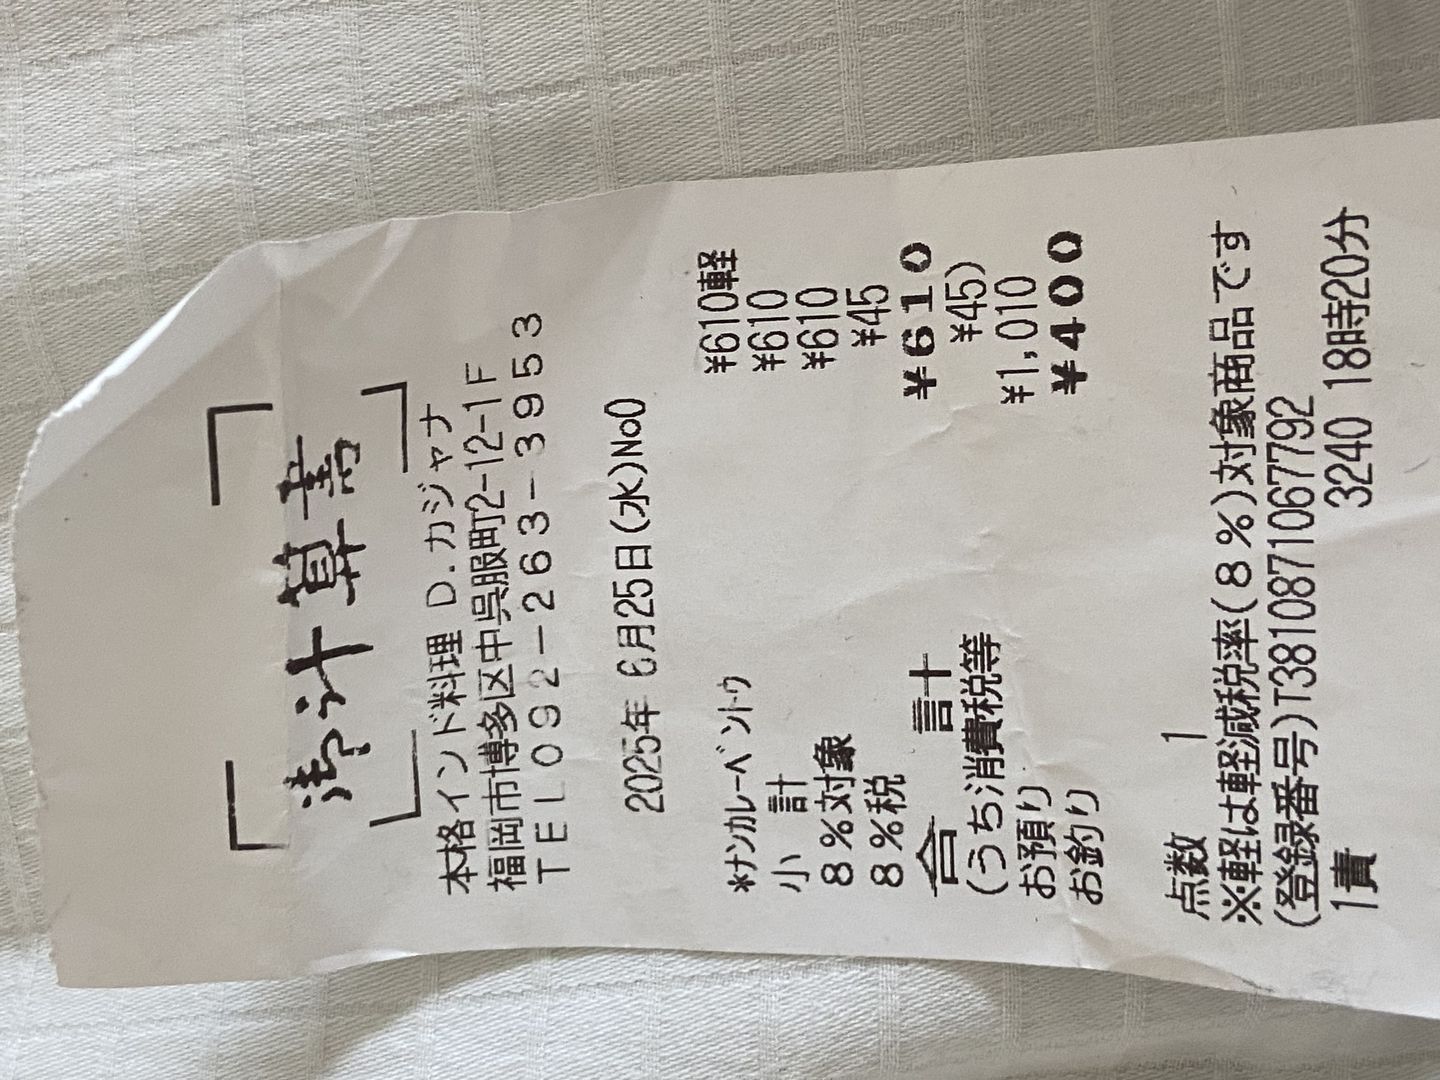 御計算書
本格インド料理 D.カジャナ
福岡市博多区中呉服町2-12-1F
TEL092-263-3953
2025年 6月25日(水)No0
*ナンカレーベントウ ¥610軽
小 計 ¥610
8%対象 ¥610
8%税 ¥45
合 計 ¥610
(うち消費税等 ¥45)
お預り ¥1,010
お釣り ¥400
点数 1
※軽は軽減税率(8%)対象商品です
(登録番号)T3810871067792
1責 3240 18時20分